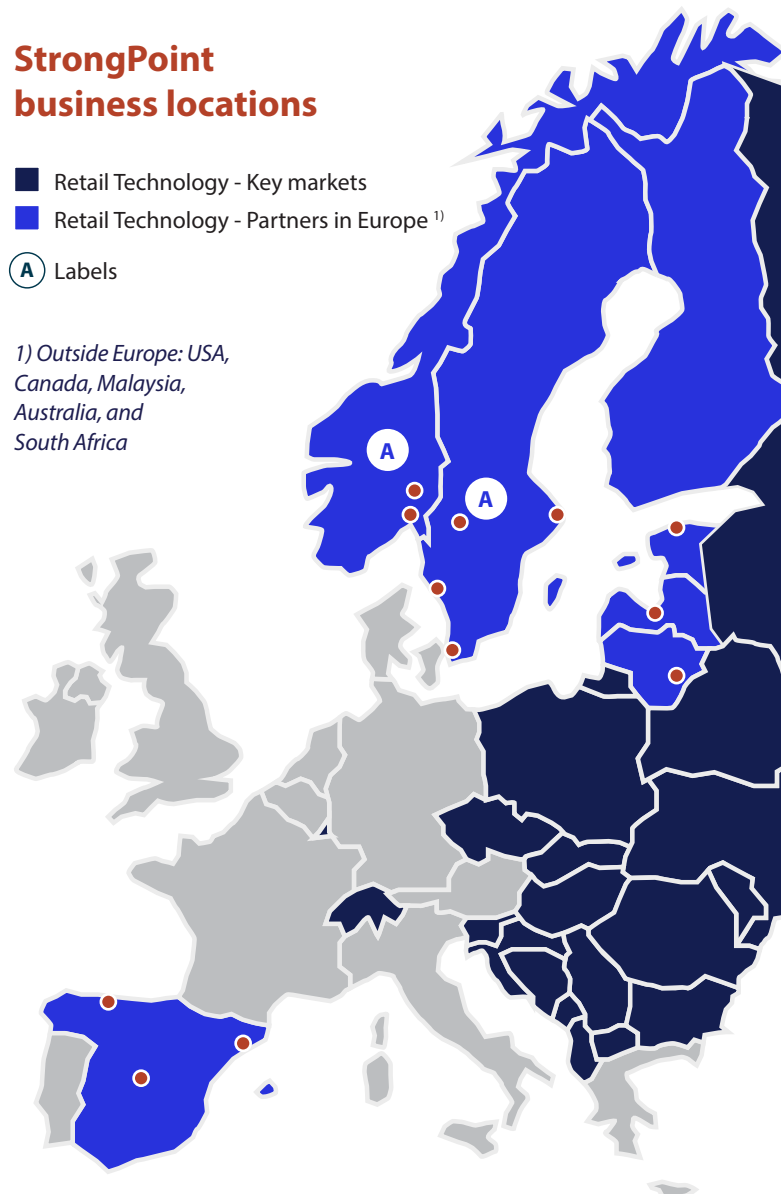 StrongPoint
business locations
Retail Technology - Key markets
Retail Technology - Partners in Europe 1)
A Labels
1) Outside Europe: USA,
Canada, Malaysia,
Australia, and
South Africa
A
A